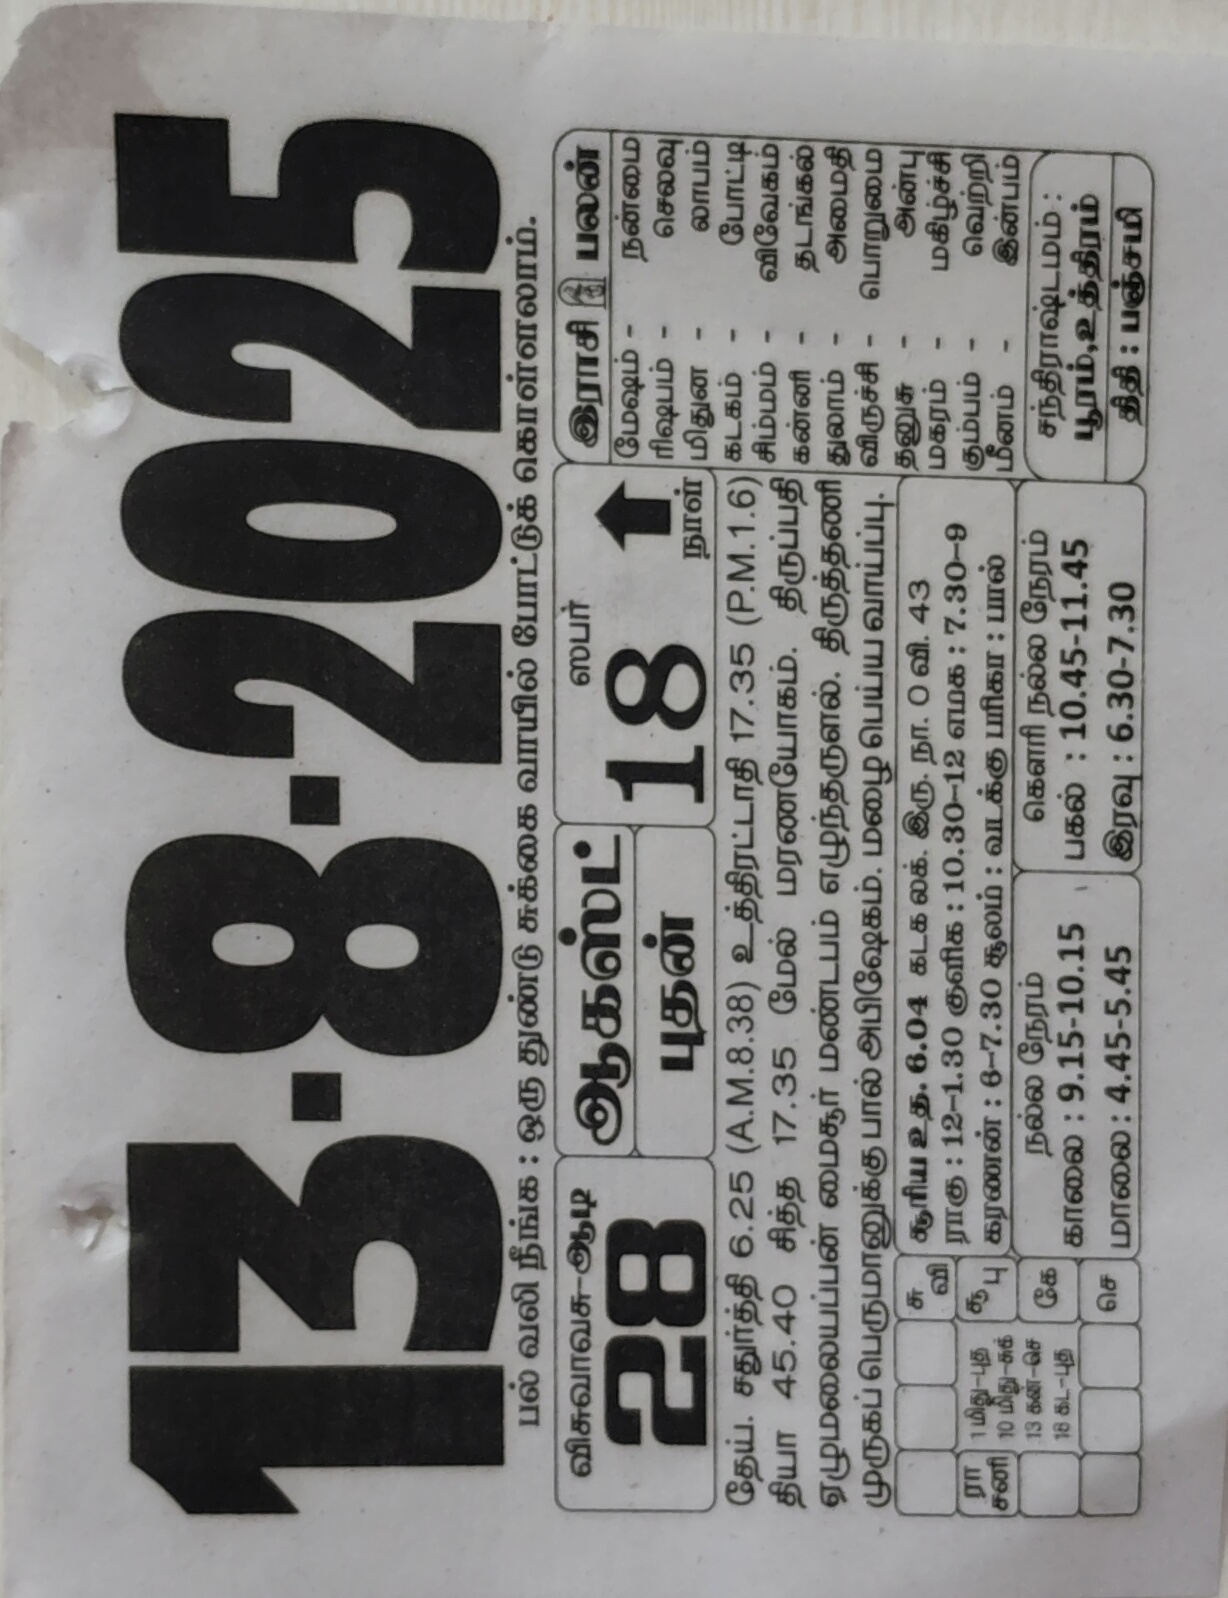 13-8-2025
பல் வலி நீங்க : ஒரு துண்டு சுக்கை வாயில் போட்டுக் கொள்ளலாம்.
விசுவாவசு-ஆடி
28
ஆகஸ்ட்
புதன்
ஸபர்
18
நாள்
இராசி பலன்
மேஷம் - நன்மை
ரிஷபம் - செலவு
மிதுன - லாபம்
கடகம் - போட்டி
சிம்மம் - விவேகம்
கன்னி - தடங்கல்
துலாம் - அமைதி
விருச்சி - பொறுமை
தனுசு - அன்பு
மகரம் - மகிழ்ச்சி
கும்பம் - வெற்றி
மீனம் - இன்பம்
சந்திராஷ்டமம் :
பூரம்,உத்திரம்
திதி : பஞ்சமி
தேய். சதுர்த்தி 6.25 (A.M.8.38) உத்திரட்டாதி 17.35 (P.M.1.6)
தியா 45.40 சித்த 17.35 மேல் மரணயோகம். திருப்பதி
ஏழுமலையப்பன் மைசூர் மண்டபம் எழுந்தருளல். திருத்தணி
முருகப் பெருமானுக்கு பால் அபிஷேகம். மழை பெய்ய வாய்ப்பு.
சு
வி
சூ
பு
கே
செ
ரா
சனி
1 மிது-புத
10 மிது-சுக்
13 கன்-செ
18 கட-புத
சூரிய உத. 6.04 கடக லக். இரு. நா. 0 வி. 43
ராகு : 12–1.30 குளிக : 10.30–12 எமக : 7.30–9
கரணன் : 6–7.30 சூலம் : வடக்கு பரிகா : பால்
நல்ல நேரம்
காலை : 9.15-10.15
மாலை : 4.45-5.45
கௌரி நல்ல நேரம்
பகல் : 10.45-11.45
இரவு : 6.30-7.30